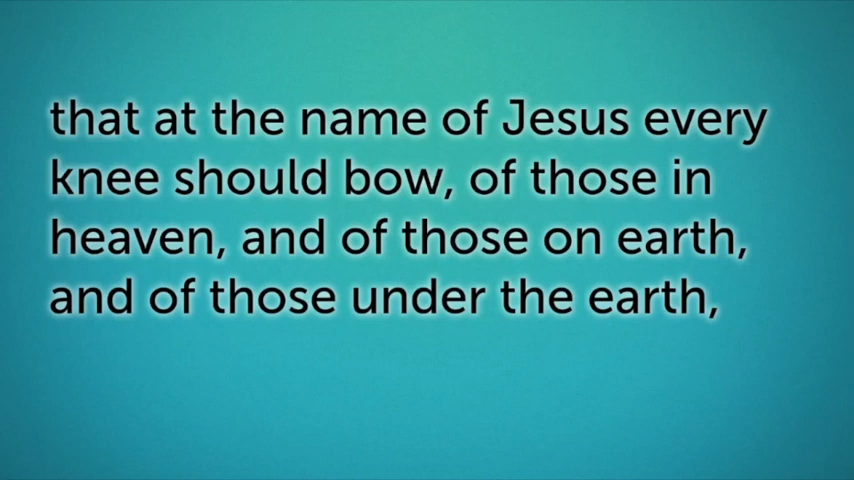 that at the name of Jesus every
knee should bow, of those in
heaven, and of those on earth,
and of those under the earth,